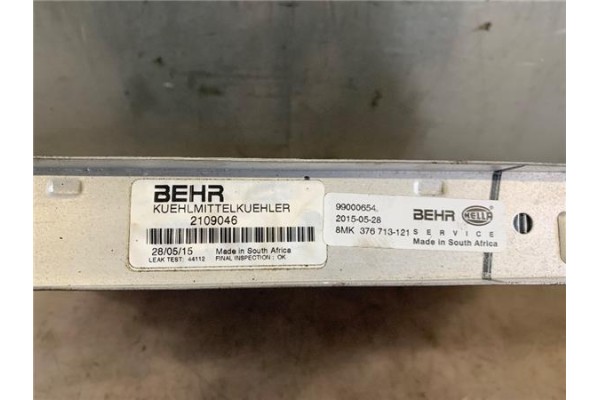 BEHR
KUEHLMITTELKUEHLER
2109046
28/05/15 Made in South Africa
LEAK TEST: 44112 FINAL INSPECTION : OK
99000654.
2015-05-28
8MK 376 713-121
BEHR HELLA
SERVICE
Made in South Africa